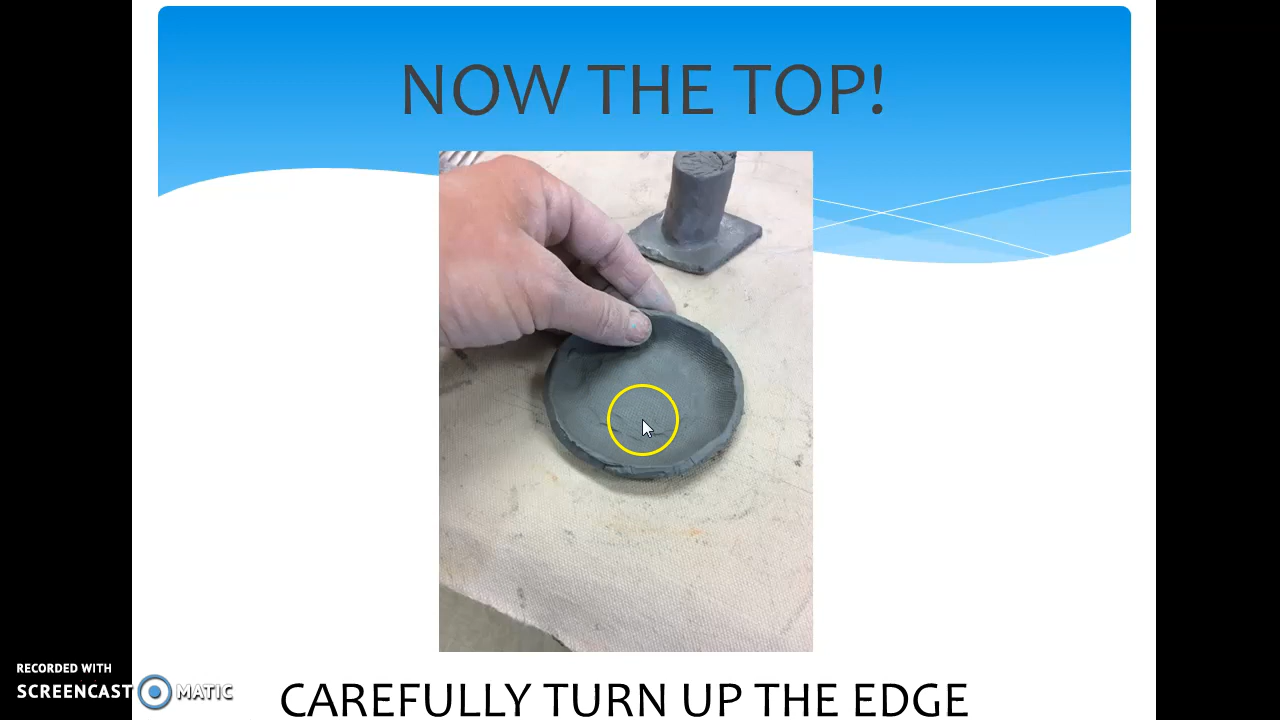 NOW THE TOP!
CAREFULLY TURN UP THE EDGE
RECORDED WITH
SCREENCAST MATIC